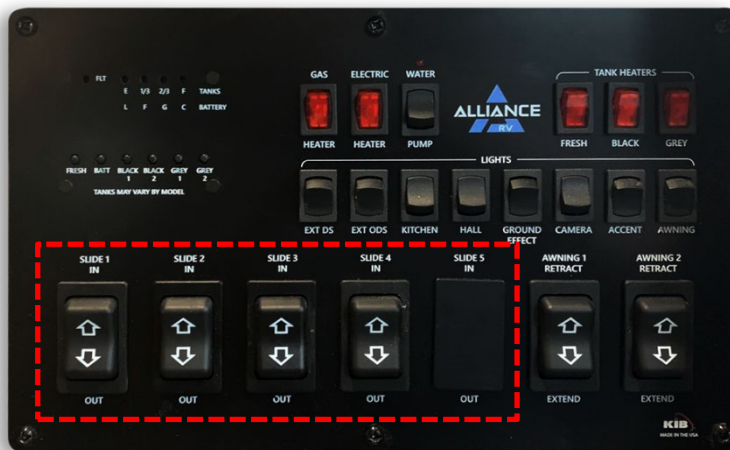 FLT
E 1/3 2/3 F TANKS
L F G C BATTERY
FRESH BATT BLACK 1 BLACK 2 GREY 1 GREY 2
TANKS MAY VARY BY MODEL
GAS ELECTRIC WATER
HEATER HEATER PUMP
ALLIANCE
RV
TANK HEATERS
FRESH BLACK GREY
LIGHTS
EXT DS EXT ODS KITCHEN HALL GROUND EFFECT CAMERA ACCENT AWNING
SLIDE 1 IN SLIDE 2 IN SLIDE 3 IN SLIDE 4 IN SLIDE 5 IN AWNING 1 RETRACT AWNING 2 RETRACT
OUT OUT OUT OUT OUT EXTEND EXTEND
KIB
MADE IN THE USA